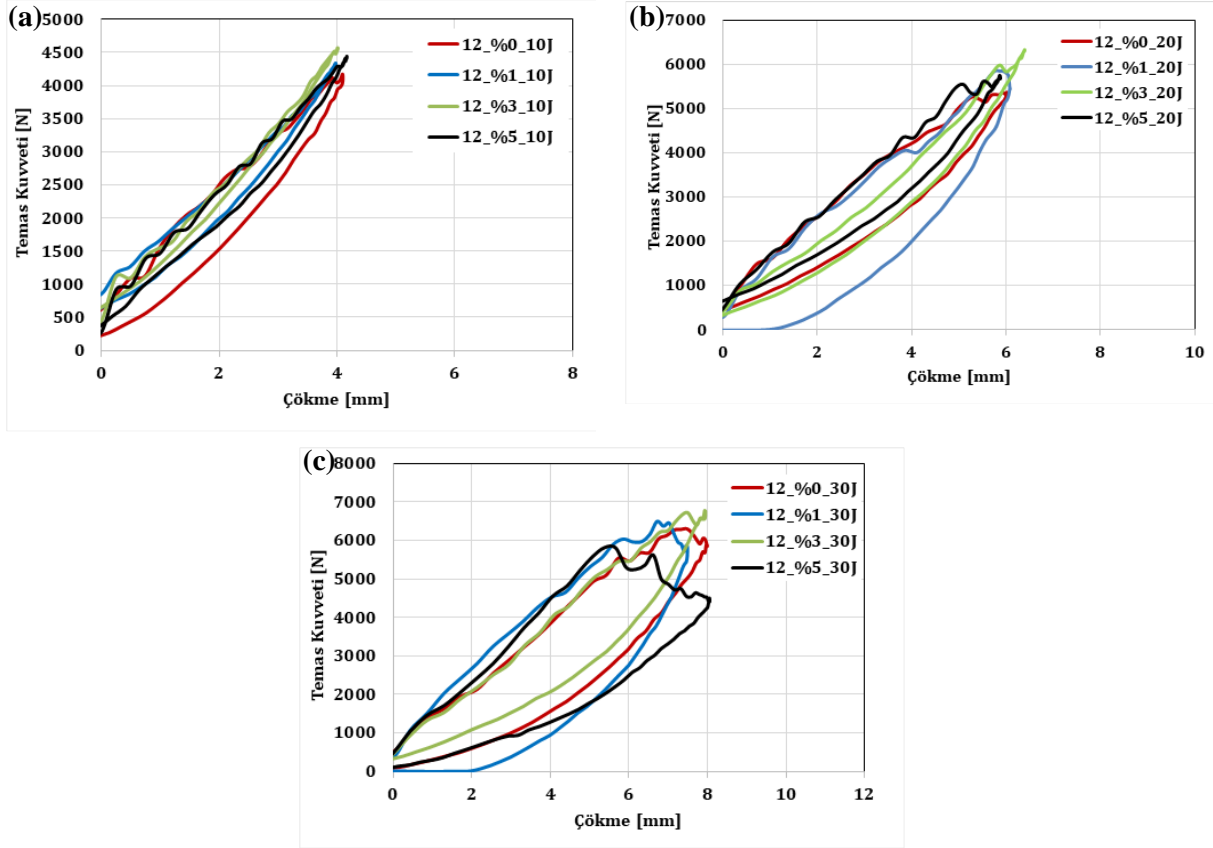 (a)
5000
4500
4000
3500
3000
2500
2000
1500
1000
500
0
Temas Kuvveti [N]
12_%0_10J
12_%1_10J
12_%3_10J
12_%5_10J
0 2 4 6 8
Çökme [mm]
(b)
7000
6000
5000
4000
3000
2000
1000
0
Temas Kuvveti [N]
12_%0_20J
12_%1_20J
12_%3_20J
12_%5_20J
0 2 4 6 8 10
Çökme [mm]
(c)
8000
7000
6000
5000
4000
3000
2000
1000
0
Temas Kuvveti [N]
12_%0_30J
12_%1_30J
12_%3_30J
12_%5_30J
0 2 4 6 8 10 12
Çökme [mm]